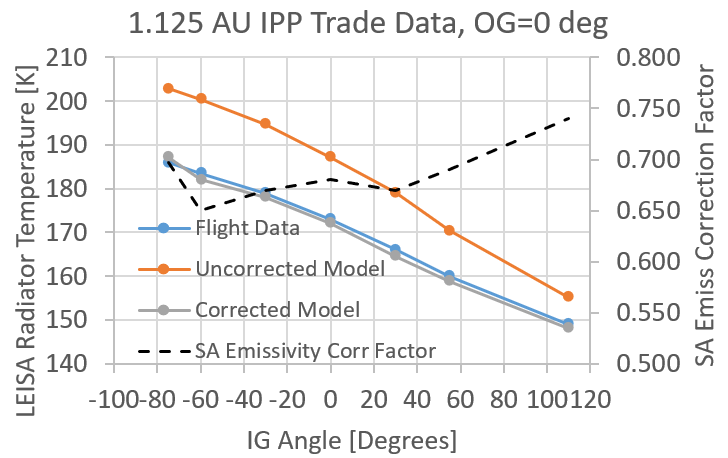 1.125 AU IPP Trade Data, OG=0 deg
LEISA Radiator Temperature [K]
210
200
190
180
170
160
150
140
0.800
0.750
0.700
0.650
0.600
0.550
0.500
SA Emiss Correction Factor
Flight Data
Uncorrected Model
Corrected Model
SA Emissivity Corr Factor
-100 -80 -60 -40 -20 0 20 40 60 80 100 120
IG Angle [Degrees]